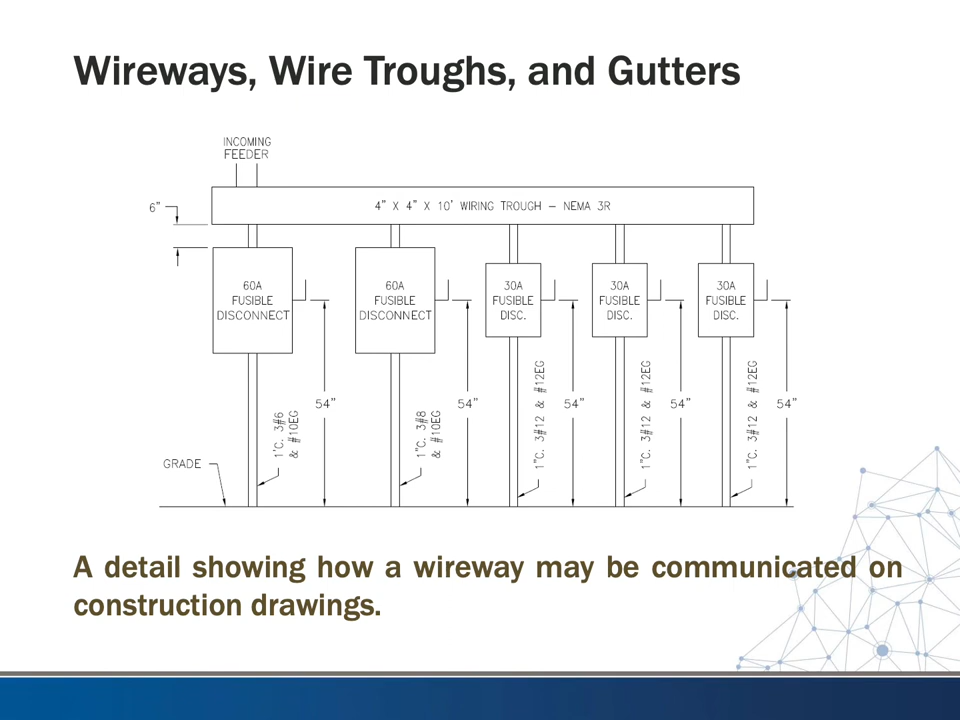 Wireways, Wire Troughs, and Gutters
INCOMING
FEEDER
6"
4" X 4" X 10' WIRING TROUGH – NEMA 3R
60A
FUSIBLE
DISCONNECT
60A
FUSIBLE
DISCONNECT
30A
FUSIBLE
DISC.
30A
FUSIBLE
DISC.
30A
FUSIBLE
DISC.
54"
54"
54"
54"
54"
1'C. 3#6
& #10EG
1"C. 3#8
& #10EG
1"C. 3#12 & #12EG
1"C. 3#12 & #12EG
1"C. 3#12 & #12EG
GRADE
A detail showing how a wireway may be communicated on
construction drawings.